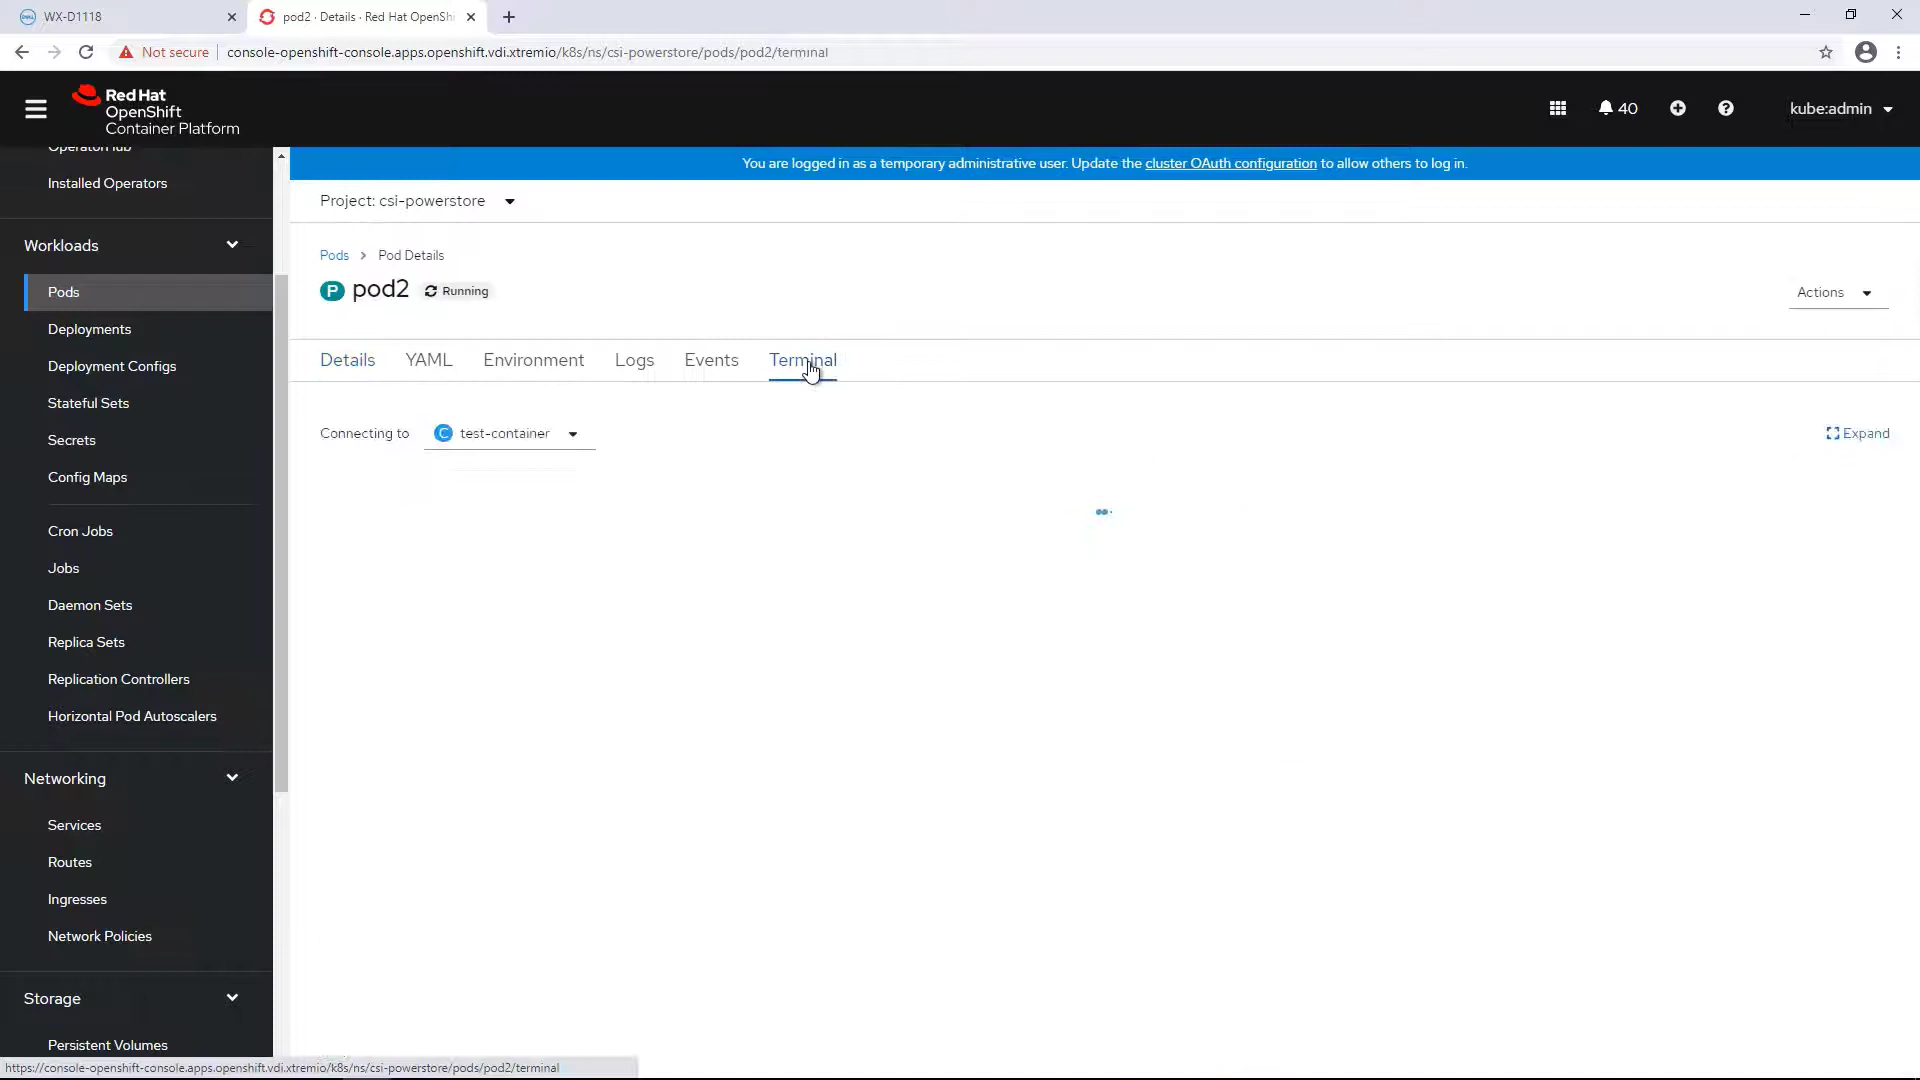 WX-D1118
pod2 · Details · Red Hat OpenShi
Not secure
console-openshift-console.apps.openshift.vdi.xtremio/k8s/ns/csi-powerstore/pods/pod2/terminal
Red Hat
OpenShift
Container Platform
40
kube:admin
OperatorHub
Installed Operators
Workloads
Pods
Deployments
Deployment Configs
Stateful Sets
Secrets
Config Maps
Cron Jobs
Jobs
Daemon Sets
Replica Sets
Replication Controllers
Horizontal Pod Autoscalers
Networking
Services
Routes
Ingresses
Network Policies
Storage
Persistent Volumes
You are logged in as a temporary administrative user. Update the cluster OAuth configuration to allow others to log in.
Project: csi-powerstore
Pods > Pod Details
P pod2 Running
Actions
Details YAML Environment Logs Events Terminal
Connecting to C test-container
Expand
https://console-openshift-console.apps.openshift.vdi.xtremio/k8s/ns/csi-powerstore/pods/pod2/terminal